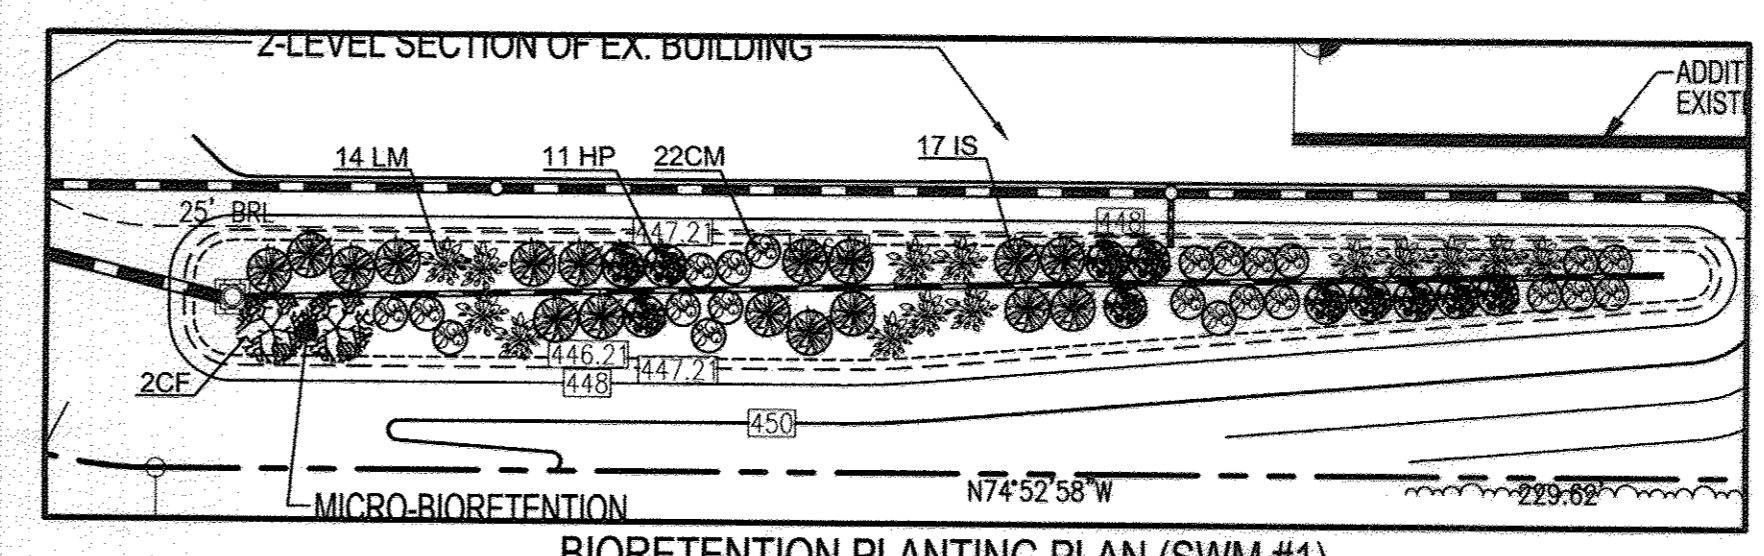 2-LEVEL SECTION OF EX. BUILDING
ADDIT
EXISTI
14 LM
11 HP
22CM
17 IS
25' BRL
447.21
448
446.21
447.21
448
2CF
450
N74°52'58"W
229.62'
MICRO-BIORETENTION
BIORETENTION PLANTING PLAN (SWM #1)